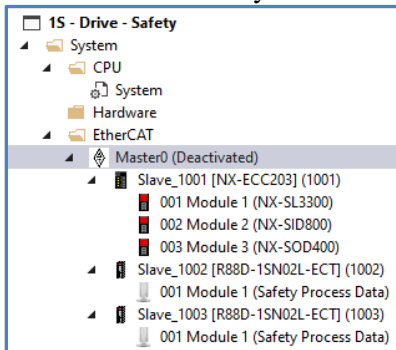 1S - Drive - Safety
System
CPU
System
Hardware
EtherCAT
Master0 (Deactivated)
Slave_1001 [NX-ECC203] (1001)
001 Module 1 (NX-SL3300)
002 Module 2 (NX-SID800)
003 Module 3 (NX-SOD400)
Slave_1002 [R88D-1SN02L-ECT] (1002)
001 Module 1 (Safety Process Data)
Slave_1003 [R88D-1SN02L-ECT] (1003)
001 Module 1 (Safety Process Data)